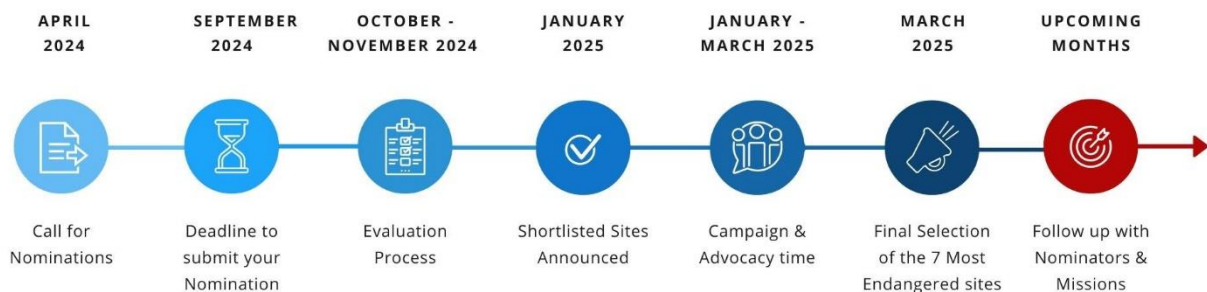 APRIL
2024
SEPTEMBER
2024
OCTOBER -
NOVEMBER 2024
JANUARY
2025
JANUARY -
MARCH 2025
MARCH
2025
UPCOMING
MONTHS
Call for
Nominations
Deadline to
submit your
Nomination
Evaluation
Process
Shortlisted Sites
Announced
Campaign &
Advocacy time
Final Selection
of the 7 Most
Endangered sites
Follow up with
Nominators &
Missions